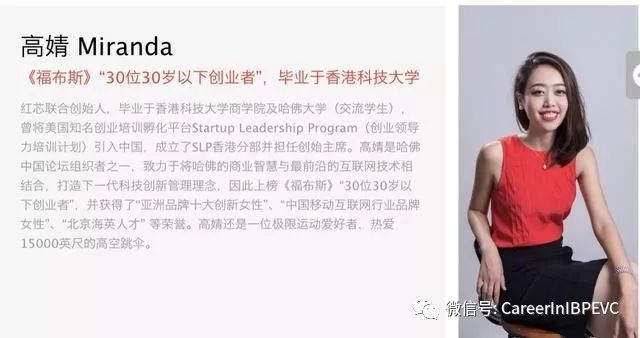 高婧 Miranda
《福布斯》“30位30岁以下创业者”，毕业于香港科技大学
红芯联合创始人，毕业于香港科技大学商学院及哈佛大学（交流学生），
曾将美国知名创业培训孵化平台Startup Leadership Program（创业领导
力培训计划）引入中国，成立了SLP香港分部并担任创始主席。高婧是哈佛
中国论坛组织者之一，致力于将哈佛的商业智慧与最前沿的互联网技术相
结合，打造下一代科技创新管理理念，因此上榜《福布斯》“30位30岁以
下创业者”，并获得了“亚洲品牌十大创新女性”、“中国移动互联网行业品牌
女性”、“北京海英人才” 等荣誉。高婧还是一位极限运动爱好者，热爱
15000英尺的高空跳伞。
微信号: CareerInIBPEVC